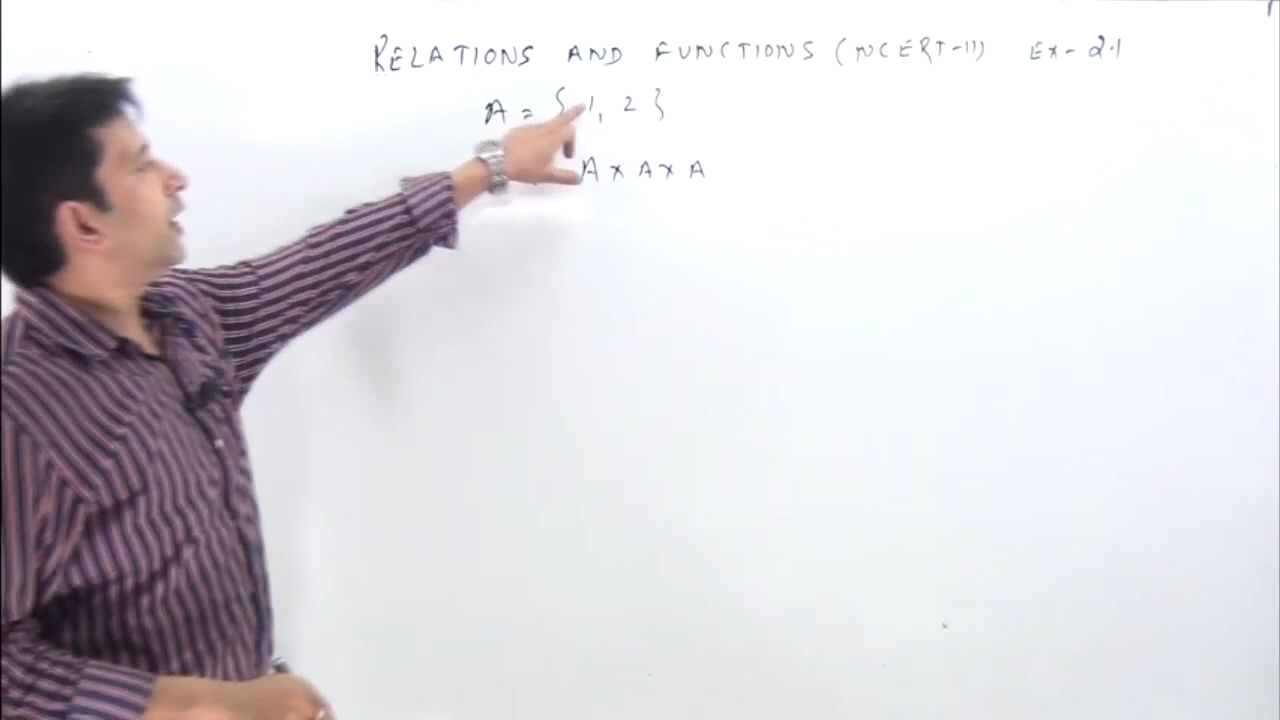 RELATIONS AND FUNCTIONS (NCERT-11) Ex- 2.1
A = { 1, 2 }
A x A x A